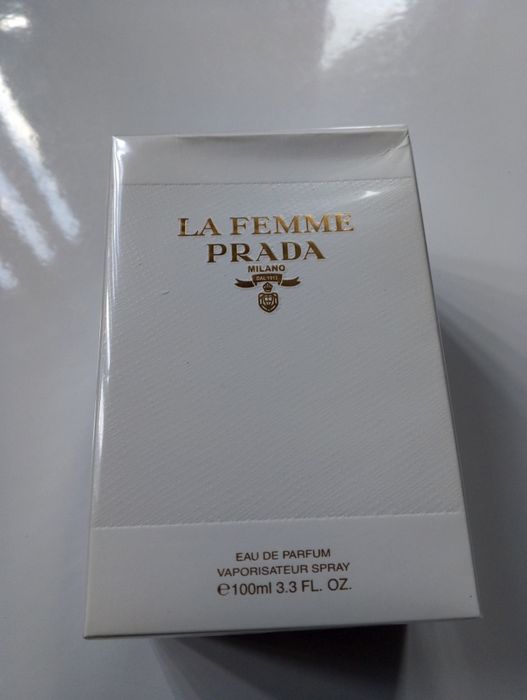 LA FEMME
PRADA
MILANO
DAL 1913
EAU DE PARFUM
VAPORISATEUR SPRAY
℮100ml 3.3 FL. OZ.